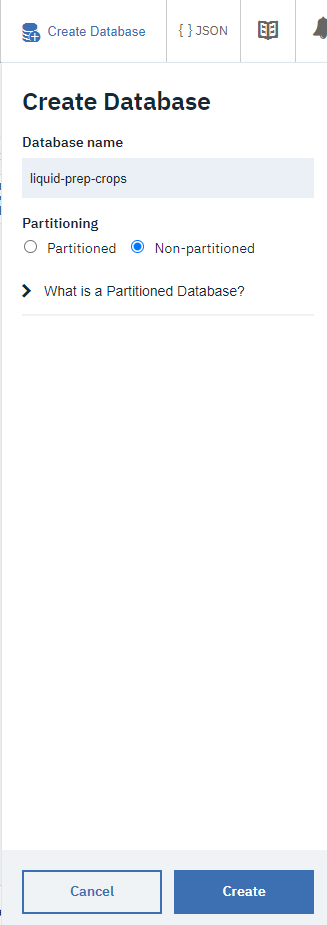 Create Database
{ } JSON
Create Database
Database name
liquid-prep-crops
Partitioning
Partitioned Non-partitioned
What is a Partitioned Database?
Cancel Create